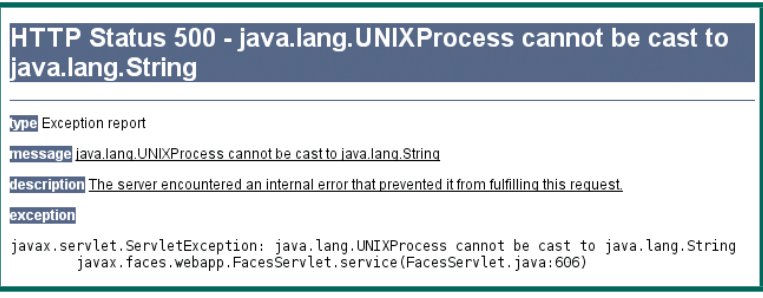 HTTP Status 500 - java.lang.UNIXProcess cannot be cast to
java.lang.String
type Exception report
message java.lang.UNIXProcess cannot be cast to java.lang.String
description The server encountered an internal error that prevented it from fulfilling this request.
exception
javax.servlet.ServletException: java.lang.UNIXProcess cannot be cast to java.lang.String
javax.faces.webapp.FacesServlet.service(FacesServlet.java:606)